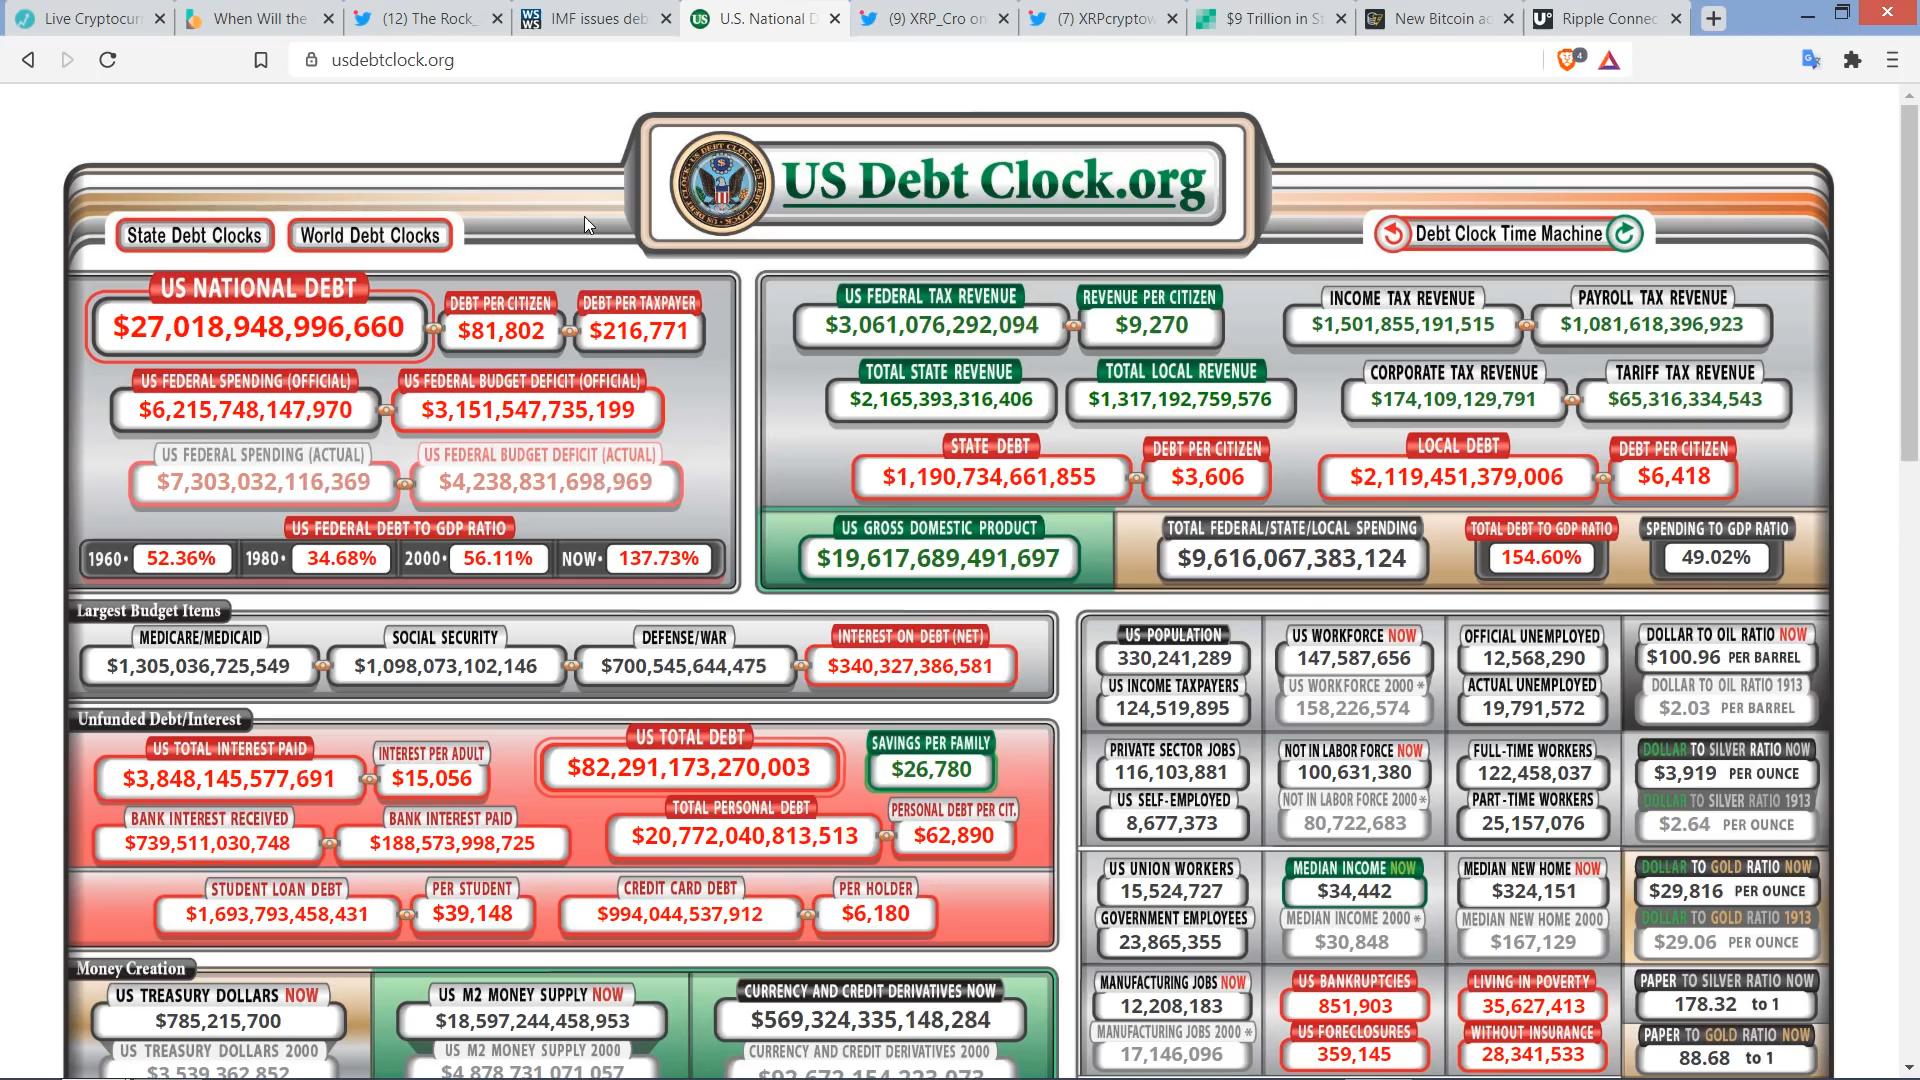 Live Cryptocurr
When Will the
(12) The Rock_
IMF issues deb
U.S. National D
(9) XRP_Cro on
(7) XRPcryptow
$9 Trillion in St
New Bitcoin ad
Ripple Connec
usdebtclock.org
4
US Debt Clock.org
State Debt Clocks
World Debt Clocks
Debt Clock Time Machine
US NATIONAL DEBT
$27,018,948,996,660
DEBT PER CITIZEN
$81,802
DEBT PER TAXPAYER
$216,771
US FEDERAL SPENDING (OFFICIAL)
$6,215,748,147,970
US FEDERAL BUDGET DEFICIT (OFFICIAL)
$3,151,547,735,199
US FEDERAL SPENDING (ACTUAL)
$7,303,032,116,369
US FEDERAL BUDGET DEFICIT (ACTUAL)
$4,238,831,698,969
US FEDERAL DEBT TO GDP RATIO
1960• 52.36% 1980• 34.68% 2000• 56.11% NOW• 137.73%
US FEDERAL TAX REVENUE
$3,061,076,292,094
REVENUE PER CITIZEN
$9,270
INCOME TAX REVENUE
$1,501,855,191,515
PAYROLL TAX REVENUE
$1,081,618,396,923
TOTAL STATE REVENUE
$2,165,393,316,406
TOTAL LOCAL REVENUE
$1,317,192,759,576
CORPORATE TAX REVENUE
$174,109,129,791
TARIFF TAX REVENUE
$65,316,334,543
STATE DEBT
$1,190,734,661,855
DEBT PER CITIZEN
$3,606
LOCAL DEBT
$2,119,451,379,006
DEBT PER CITIZEN
$6,418
US GROSS DOMESTIC PRODUCT
$19,617,689,491,697
TOTAL FEDERAL/STATE/LOCAL SPENDING
$9,616,067,383,124
TOTAL DEBT TO GDP RATIO
154.60%
SPENDING TO GDP RATIO
49.02%
Largest Budget Items
MEDICARE/MEDICAID
$1,305,036,725,549
SOCIAL SECURITY
$1,098,073,102,146
DEFENSE/WAR
$700,545,644,475
INTEREST ON DEBT (NET)
$340,327,386,581
Unfunded Debt/Interest
US TOTAL INTEREST PAID
$3,848,145,577,691
INTEREST PER ADULT
$15,056
US TOTAL DEBT
$82,291,173,270,003
SAVINGS PER FAMILY
$26,780
BANK INTEREST RECEIVED
$739,511,030,748
BANK INTEREST PAID
$188,573,998,725
TOTAL PERSONAL DEBT
$20,772,040,813,513
PERSONAL DEBT PER CIT.
$62,890
STUDENT LOAN DEBT
$1,693,793,458,431
PER STUDENT
$39,148
CREDIT CARD DEBT
$994,044,537,912
PER HOLDER
$6,180
Money Creation
US TREASURY DOLLARS NOW
$785,215,700
US TREASURY DOLLARS 2000
$3,539,362,852
US M2 MONEY SUPPLY NOW
$18,597,244,458,953
US M2 MONEY SUPPLY 2000
$4,878,731,071,057
CURRENCY AND CREDIT DERIVATIVES NOW
$569,324,335,148,284
CURRENCY AND CREDIT DERIVATIVES 2000
US POPULATION
330,241,289
US INCOME TAXPAYERS
124,519,895
US WORKFORCE NOW
147,587,656
US WORKFORCE 2000 *
158,226,574
OFFICIAL UNEMPLOYED
12,568,290
ACTUAL UNEMPLOYED
19,791,572
DOLLAR TO OIL RATIO NOW
$100.96 PER BARREL
DOLLAR TO OIL RATIO 1913
$2.03 PER BARREL
PRIVATE SECTOR JOBS
116,103,881
US SELF-EMPLOYED
8,677,373
NOT IN LABOR FORCE NOW
100,631,380
NOT IN LABOR FORCE 2000 *
80,722,683
FULL-TIME WORKERS
122,458,037
PART-TIME WORKERS
25,157,076
DOLLAR TO SILVER RATIO NOW
$3,919 PER OUNCE
DOLLAR TO SILVER RATIO 1913
$2.64 PER OUNCE
US UNION WORKERS
15,524,727
GOVERNMENT EMPLOYEES
23,865,355
MEDIAN INCOME NOW
$34,442
MEDIAN INCOME 2000 *
$30,848
MEDIAN NEW HOME NOW
$324,151
MEDIAN NEW HOME 2000
$167,129
DOLLAR TO GOLD RATIO NOW
$29,816 PER OUNCE
DOLLAR TO GOLD RATIO 1913
$29.06 PER OUNCE
MANUFACTURING JOBS NOW
12,208,183
MANUFACTURING JOBS 2000 *
17,146,096
US BANKRUPTCIES
851,903
US FORECLOSURES
359,145
LIVING IN POVERTY
35,627,413
WITHOUT INSURANCE
28,341,533
PAPER TO SILVER RATIO NOW
178.32 to 1
PAPER TO GOLD RATIO NOW
88.68 to 1